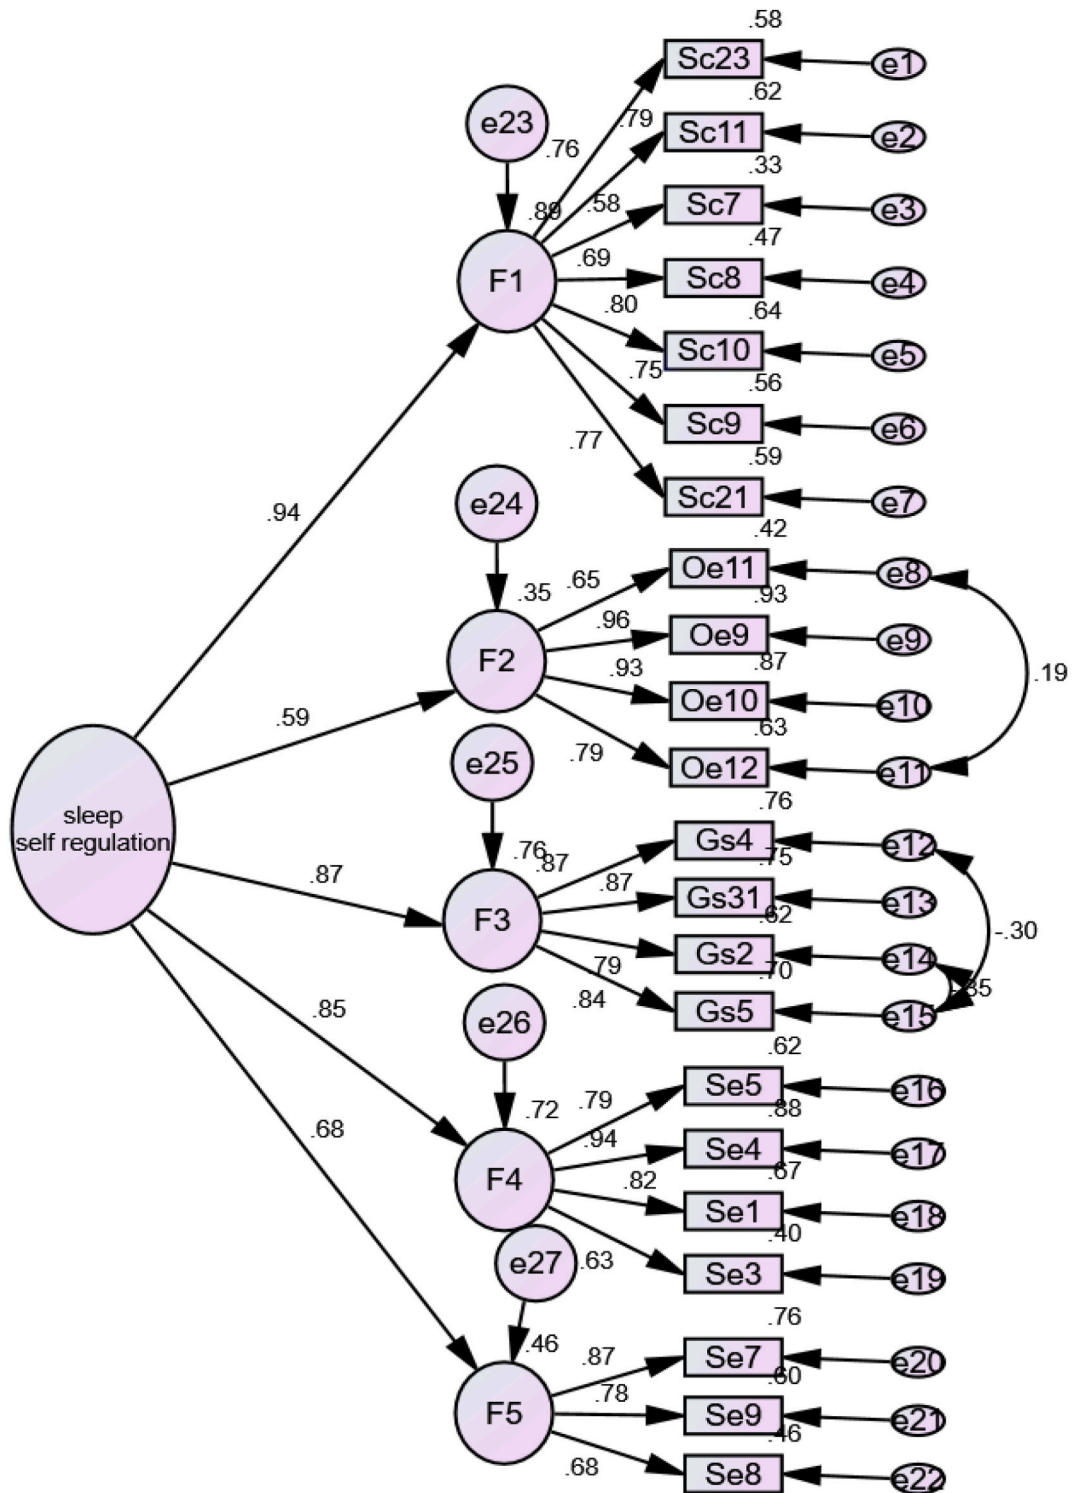 .58
Sc23
e1
.62
e23
.79
Sc11
e2
.76
.33
.89
.58
Sc7
e3
.47
F1
.69
Sc8
e4
.80
.64
Sc10
e5
.75
.56
Sc9
e6
.59
.77
Sc21
e7
.94
e24
.42
Oe11
e8
.35
.65
.93
.96
Oe9
e9
F2
.93
.87
.19
Oe10
e10
.59
.63
e25
.79
Oe12
e11
sleep
self regulation
.76
Gs4
e12
.76
.87
.75
.87
.87
Gs31
e13
F3
.62
-.30
Gs2
e14
.79
.70
.84
Gs5
e15
.85
e26
.62
Se5
e16
.72
.79
.88
.68
.94
Se4
e17
F4
.82
.67
Se1
e18
.40
e27
.63
Se3
e19
.76
.46
.87
Se7
e20
.60
F5
.78
Se9
e21
.46
.68
Se8
e22